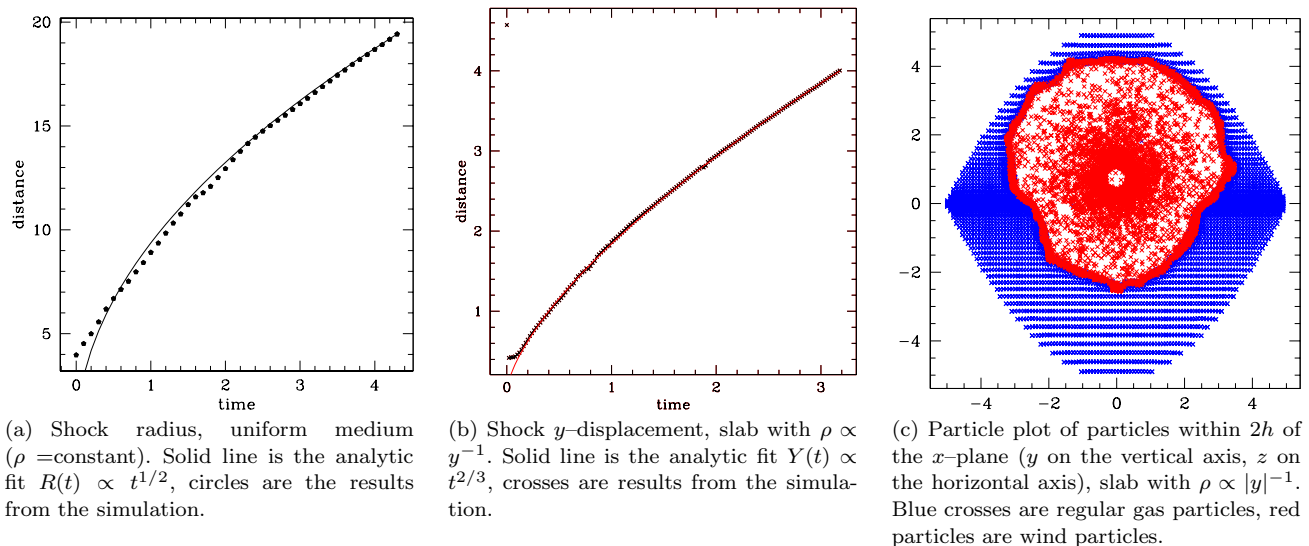 20
15
10
5
distance
0 1 2 3 4
time
(a) Shock radius, uniform medium
(ρ =constant). Solid line is the analytic
fit R(t) ∝ t^{1/2}, circles are the results
from the simulation.
4
3
2
1
distance
0 1 2 3
time
(b) Shock y–displacement, slab with ρ ∝
y^{−1}. Solid line is the analytic fit Y(t) ∝
t^{2/3}, crosses are results from the simula-
tion.
4
2
0
−2
−4
−4 −2 0 2 4
(c) Particle plot of particles within 2h of
the x–plane (y on the vertical axis, z on
the horizontal axis), slab with ρ ∝ |y|^{−1}.
Blue crosses are regular gas particles, red
particles are wind particles.